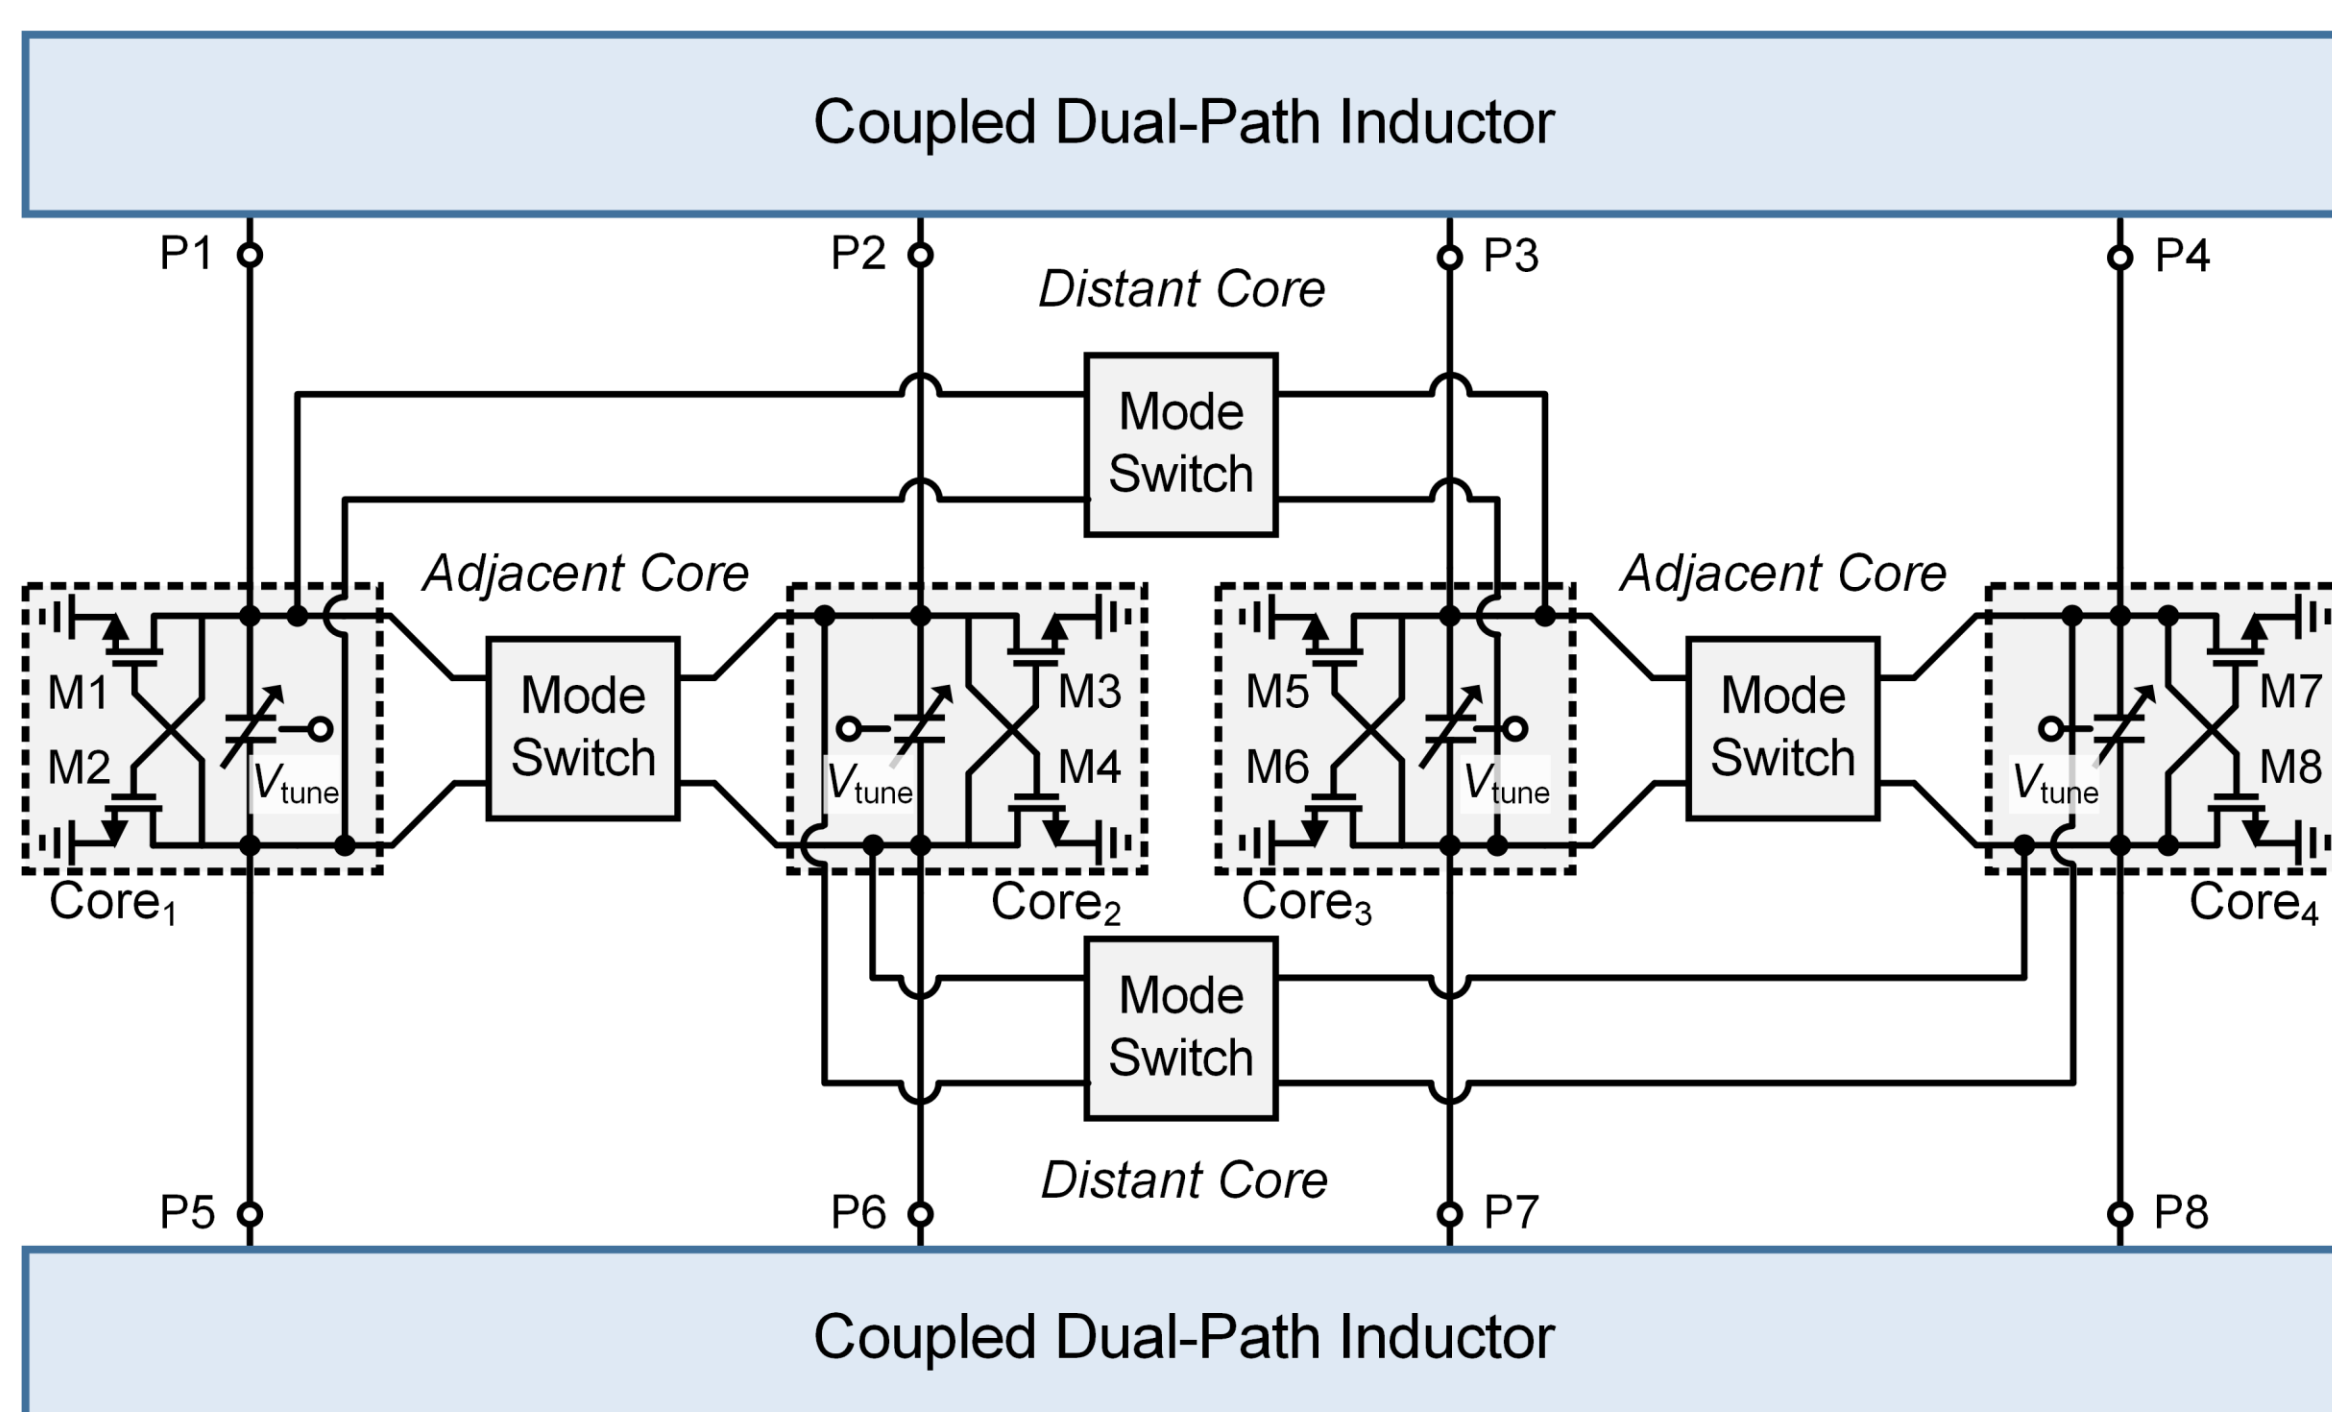 Coupled Dual-Path Inductor
P1
P2
P3
P4
Distant Core
Mode
Switch
Adjacent Core
Adjacent Core
M1
M2
Vtune
Core1
Mode
Switch
M3
M4
Vtune
Core2
M5
M6
Vtune
Core3
Mode
Switch
M7
M8
Vtune
Core4
Mode
Switch
Distant Core
P5
P6
P7
P8
Coupled Dual-Path Inductor